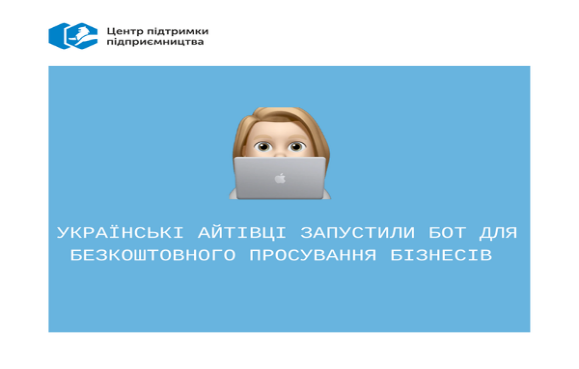 Центр підтримки
підприємництва
УКРАЇНСЬКІ АЙТІВЦІ ЗАПУСТИЛИ БОТ ДЛЯ
БЕЗКОШТОВНОГО ПРОСУВАННЯ БІЗНЕСІВ